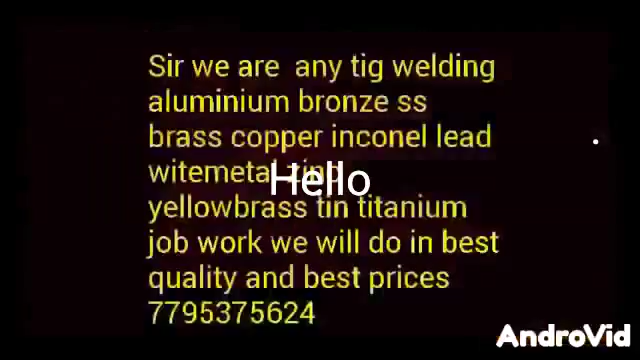 Sir we are any tig welding
aluminium bronze ss
brass copper inconel lead
witemetal zinc
Hello
yellowbrass tin titanium
job work we will do in best
quality and best prices
7795375624
AndroVid